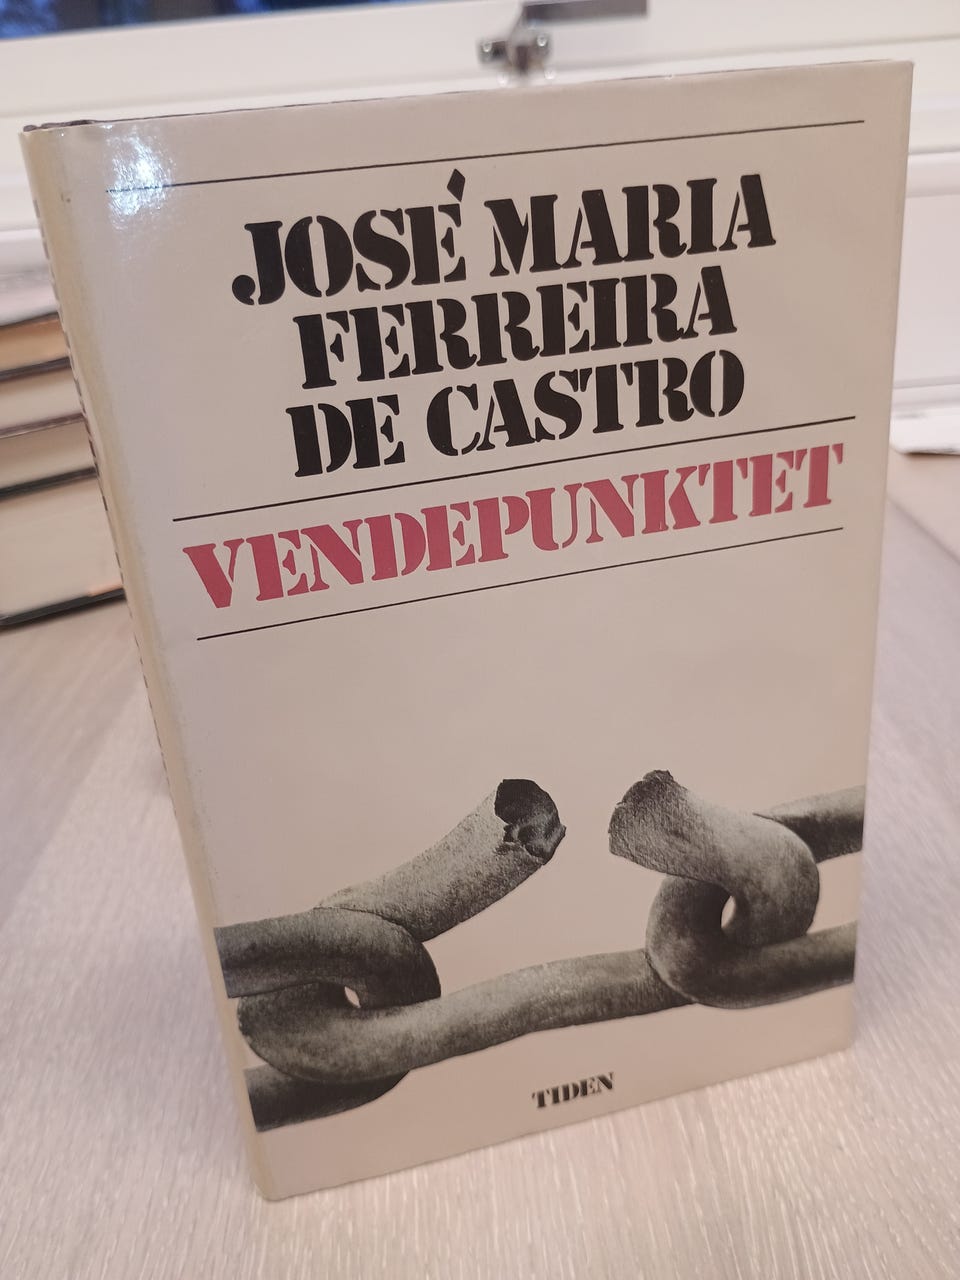 JOSÉ MARIA
FERREIRA
DE CASTRO
VENDEPUNKTET
TIDEN